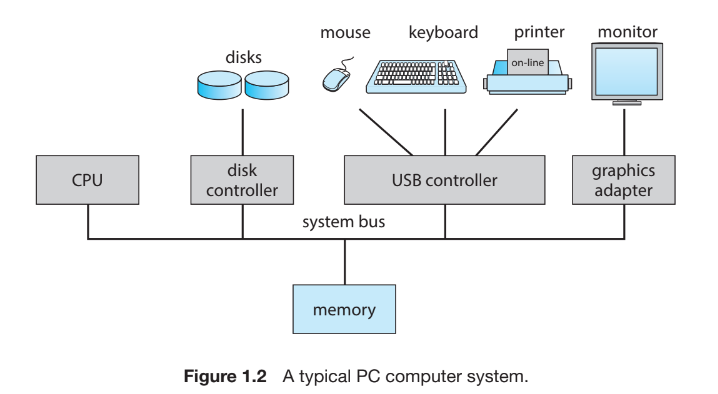 mouse
keyboard
printer
monitor
disks
on-line
CPU
disk
controller
USB controller
graphics
adapter
system bus
memory
Figure 1.2 A typical PC computer system.